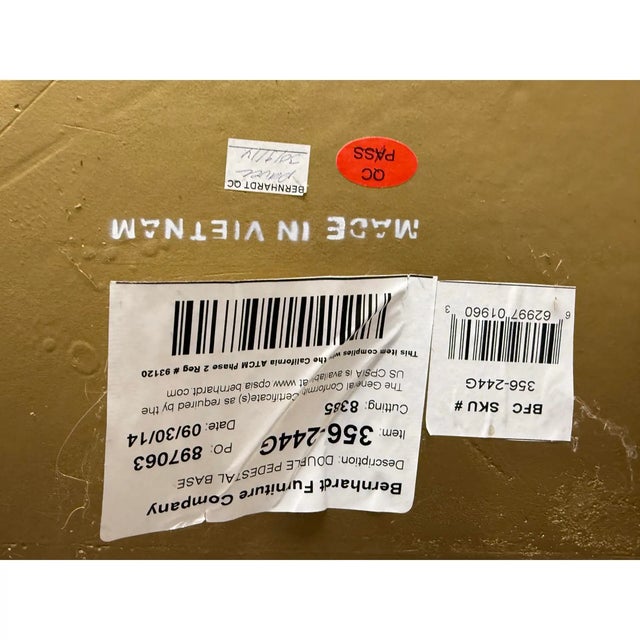 Bernhardt Furniture Company
Description: DOUBLE PEDESTAL BASE
Item: 356-244G
PO: 897063
Cutting: 8365
Date: 09/30/14
The General Conformity Certificate(s) as required by the
US CPSIA is available at www cpsia bernhardt com
This item complies with the California ATCM Phase 2 Reg # 93120
BFC SKU #
356-244G
6 62997 01960 3
MADE IN VIETNAM
BERNHARDT QC
QC
PASS